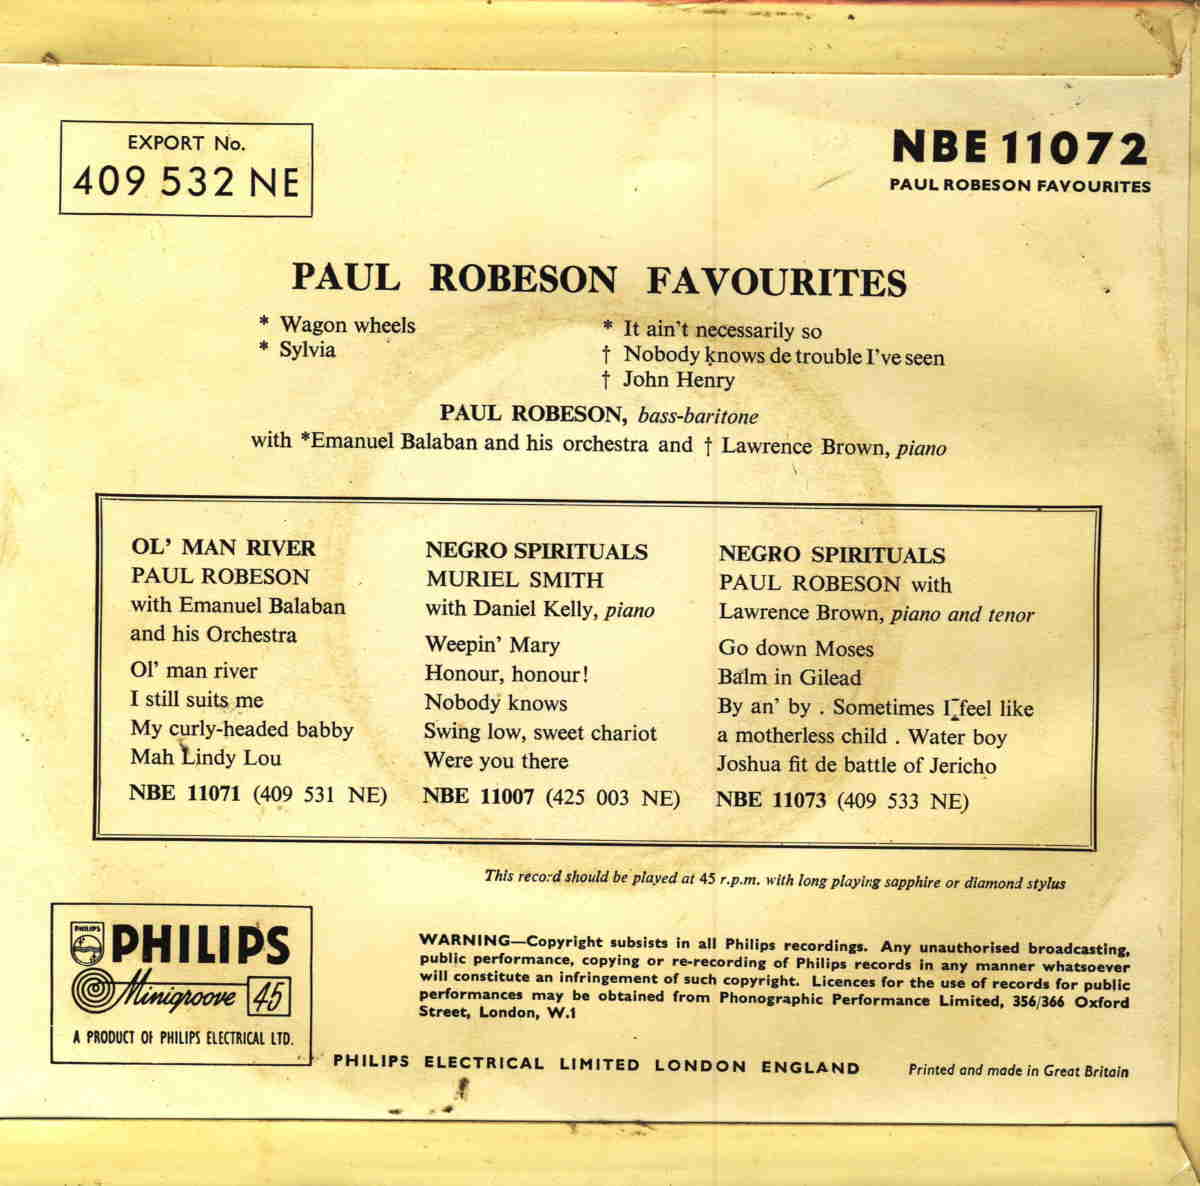 EXPORT No.
409 532 NE
NBE 11072
PAUL ROBESON FAVOURITES
PAUL ROBESON FAVOURITES
* Wagon wheels
* Sylvia
* It ain't necessarily so
† Nobody knows de trouble I've seen
† John Henry
PAUL ROBESON, bass-baritone
with *Emanuel Balaban and his orchestra and † Lawrence Brown, piano
OL' MAN RIVER
PAUL ROBESON
with Emanuel Balaban
and his Orchestra
Ol' man river
I still suits me
My curly-headed babby
Mah Lindy Lou
NBE 11071 (409 531 NE)
NEGRO SPIRITUALS
MURIEL SMITH
with Daniel Kelly, piano
Weepin' Mary
Honour, honour!
Nobody knows
Swing low, sweet chariot
Were you there
NBE 11007 (425 003 NE)
NEGRO SPIRITUALS
PAUL ROBESON with
Lawrence Brown, piano and tenor
Go down Moses
Balm in Gilead
By an' by . Sometimes I feel like
a motherless child . Water boy
Joshua fit de battle of Jericho
NBE 11073 (409 533 NE)
This record should be played at 45 r.p.m. with long playing sapphire or diamond stylus
PHILIPS
PHILIPS
Minigroove 45
A PRODUCT OF PHILIPS ELECTRICAL LTD.
WARNING—Copyright subsists in all Philips recordings. Any unauthorised broadcasting,
public performance, copying or re-recording of Philips records in any manner whatsoever
will constitute an infringement of such copyright. Licences for the use of records for public
performances may be obtained from Phonographic Performance Limited, 356/366 Oxford
Street, London, W.1
PHILIPS ELECTRICAL LIMITED LONDON ENGLAND
Printed and made in Great Britain